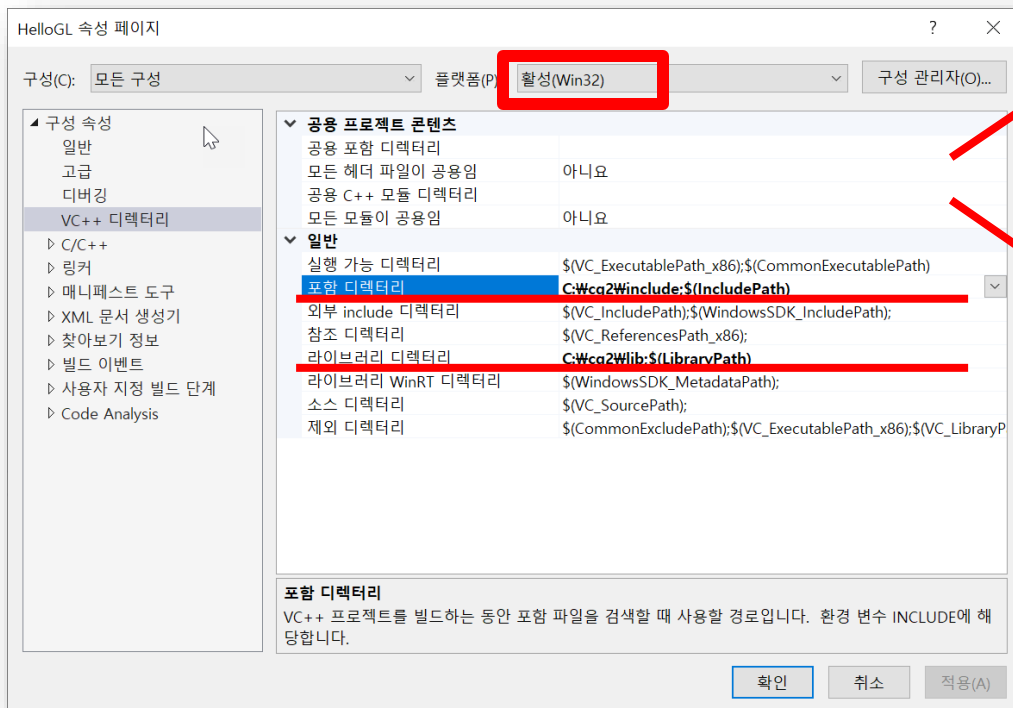 HelloGL 속성 페이지
?
구성(C): 모든 구성 플랫폼(P) 활성(Win32) 구성 관리자(O)...
구성 속성
일반
고급
디버깅
VC++ 디렉터리
C/C++
링커
매니페스트 도구
XML 문서 생성기
찾아보기 정보
빌드 이벤트
사용자 지정 빌드 단계
Code Analysis
공용 프로젝트 콘텐츠
공용 포함 디렉터리
모든 헤더 파일이 공용임 아니요
공용 C++ 모듈 디렉터리
모든 모듈이 공용임 아니요
일반
실행 가능 디렉터리 $(VC_ExecutablePath_x86);$(CommonExecutablePath)
포함 디렉터리 C:₩cg2₩include;$(IncludePath)
외부 include 디렉터리 $(VC_IncludePath);$(WindowsSDK_IncludePath);
참조 디렉터리 $(VC_ReferencesPath_x86);
라이브러리 디렉터리 C:₩cg2₩lib;$(LibraryPath)
라이브러리 WinRT 디렉터리 $(WindowsSDK_MetadataPath);
소스 디렉터리 $(VC_SourcePath);
제외 디렉터리 $(CommonExcludePath);$(VC_ExecutablePath_x86);$(VC_LibraryP
포함 디렉터리
VC++ 프로젝트를 빌드하는 동안 포함 파일을 검색할 때 사용할 경로입니다. 환경 변수 INCLUDE에 해
당합니다.
확인 취소 적용(A)